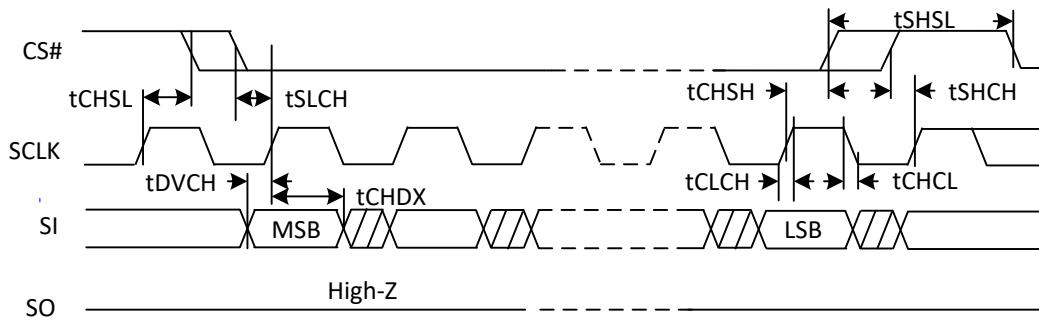 tSHSL
CS#
tCHSL
tSLCH
tCHSH
tSHCH
SCLK
tDVCH
tCHDX
tCLCH
tCHCL
SI
MSB
LSB
High-Z
SO